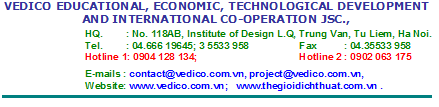 VEDICO EDUCATIONAL, ECONOMIC, TECHNOLOGICAL DEVELOPMENT
AND INTERNATIONAL CO-OPERATION JSC.,
HQ. : No. 118AB, Institute of Design L.Q, Trung Van, Tu Liem, Ha Noi.
Tel. : 04.666 19645; 3 5533 958 Fax : 04.35533 958
Hotline 1: 0904 128 134; Hotline 2 : 0902 063 175
E-mails : contact@vedico.com.vn, project@vedico.com.vn,
Website: www.vedico.com.vn; www.thegioidichthuat.com.vn .